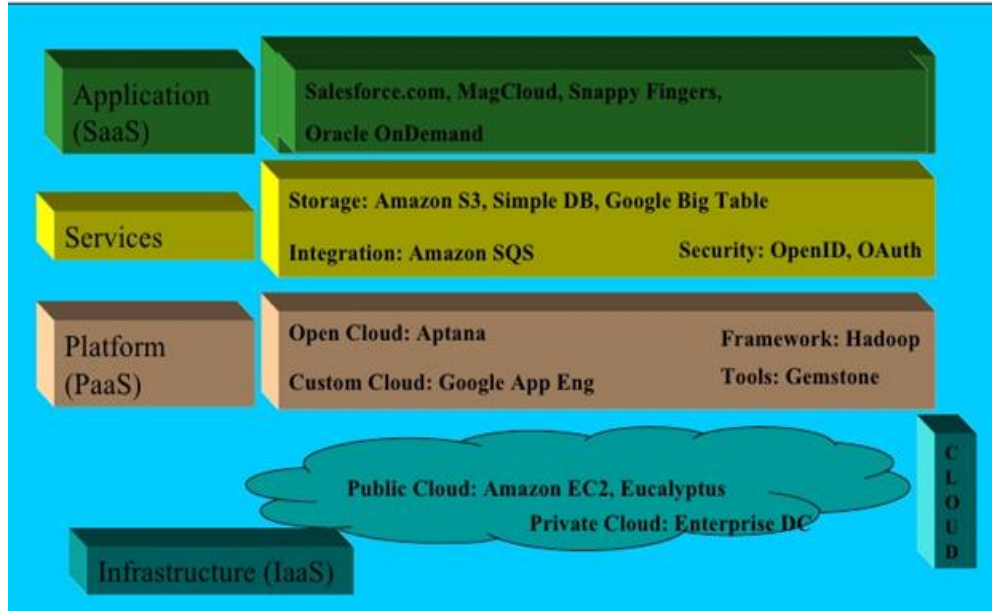 Application
(SaaS)
Salesforce.com, MagCloud, Snappy Fingers,
Oracle OnDemand
Services
Storage: Amazon S3, Simple DB, Google Big Table
Integration: Amazon SQS
Security: OpenID, OAuth
Platform
(PaaS)
Open Cloud: Aptana
Framework: Hadoop
Custom Cloud: Google App Eng
Tools: Gemstone
Public Cloud: Amazon EC2, Eucalyptus
Private Cloud: Enterprise DC
CLOUD
Infrastructure (IaaS)